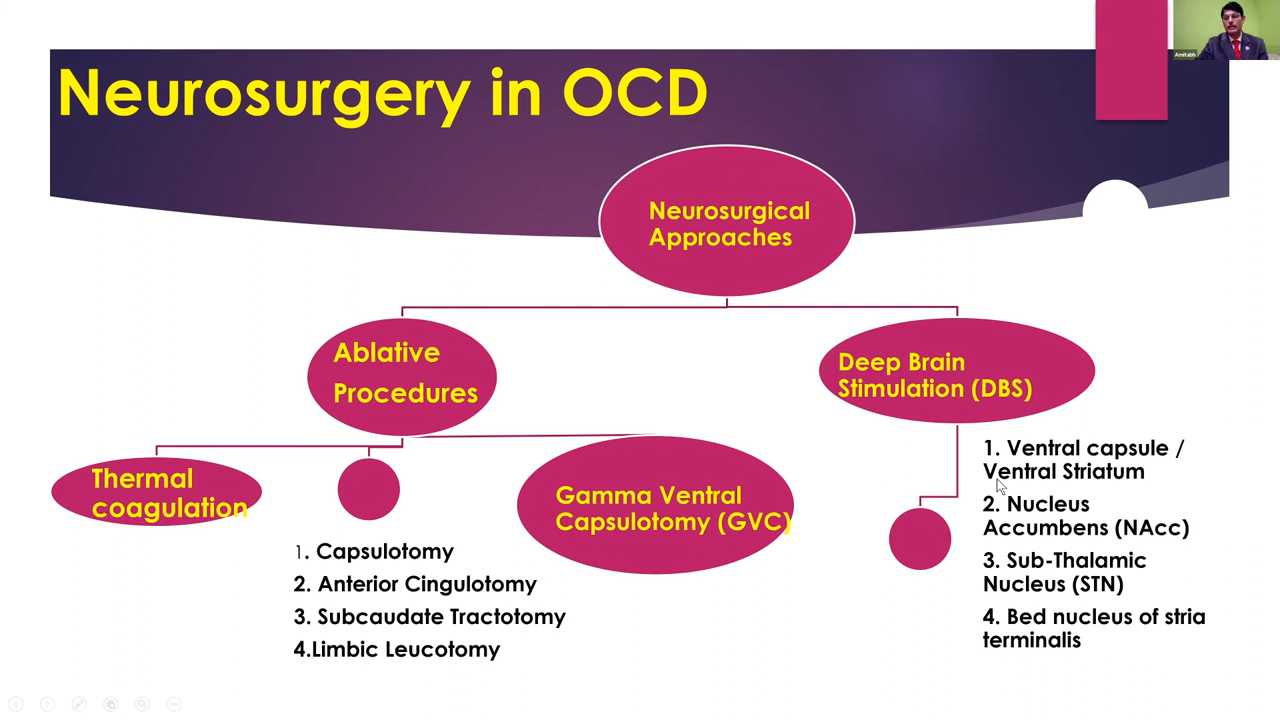 Amitabh
Neurosurgery in OCD
Neurosurgical
Approaches
Ablative
Procedures
Deep Brain
Stimulation (DBS)
Thermal
coagulation
Gamma Ventral
Capsulotomy (GVC)
1. Capsulotomy
2. Anterior Cingulotomy
3. Subcaudate Tractotomy
4.Limbic Leucotomy
1. Ventral capsule /
Ventral Striatum
2. Nucleus
Accumbens (NAcc)
3. Sub-Thalamic
Nucleus (STN)
4. Bed nucleus of stria
terminalis